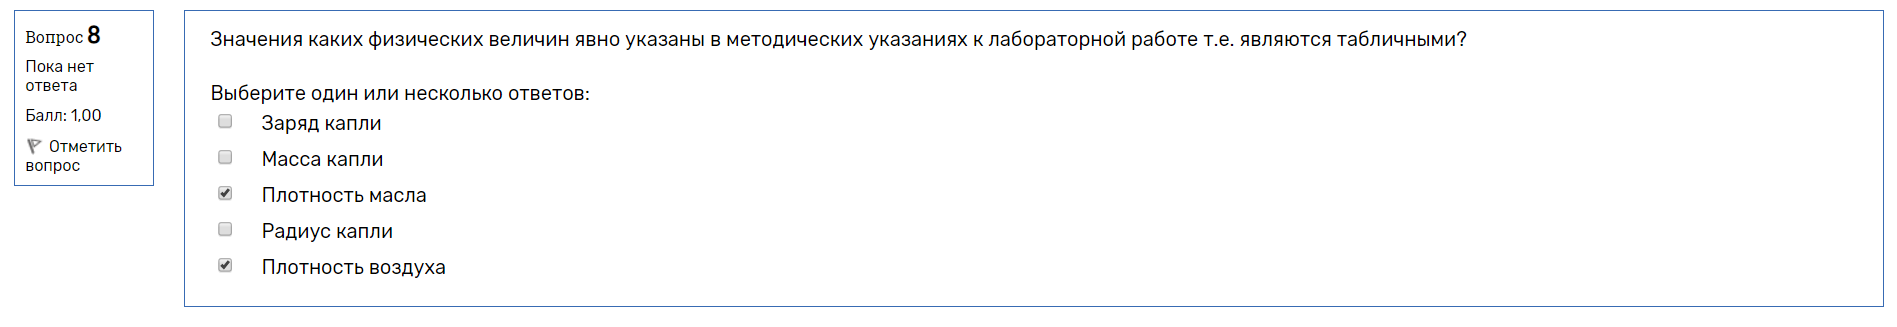 Вопрос 8
Пока нет
ответа
Балл: 1,00
Отметить
вопрос
Значения каких физических величин явно указаны в методических указаниях к лабораторной работе т.е. являются табличными?
Выберите один или несколько ответов:
Заряд капли
Масса капли
Плотность масла
Радиус капли
Плотность воздуха